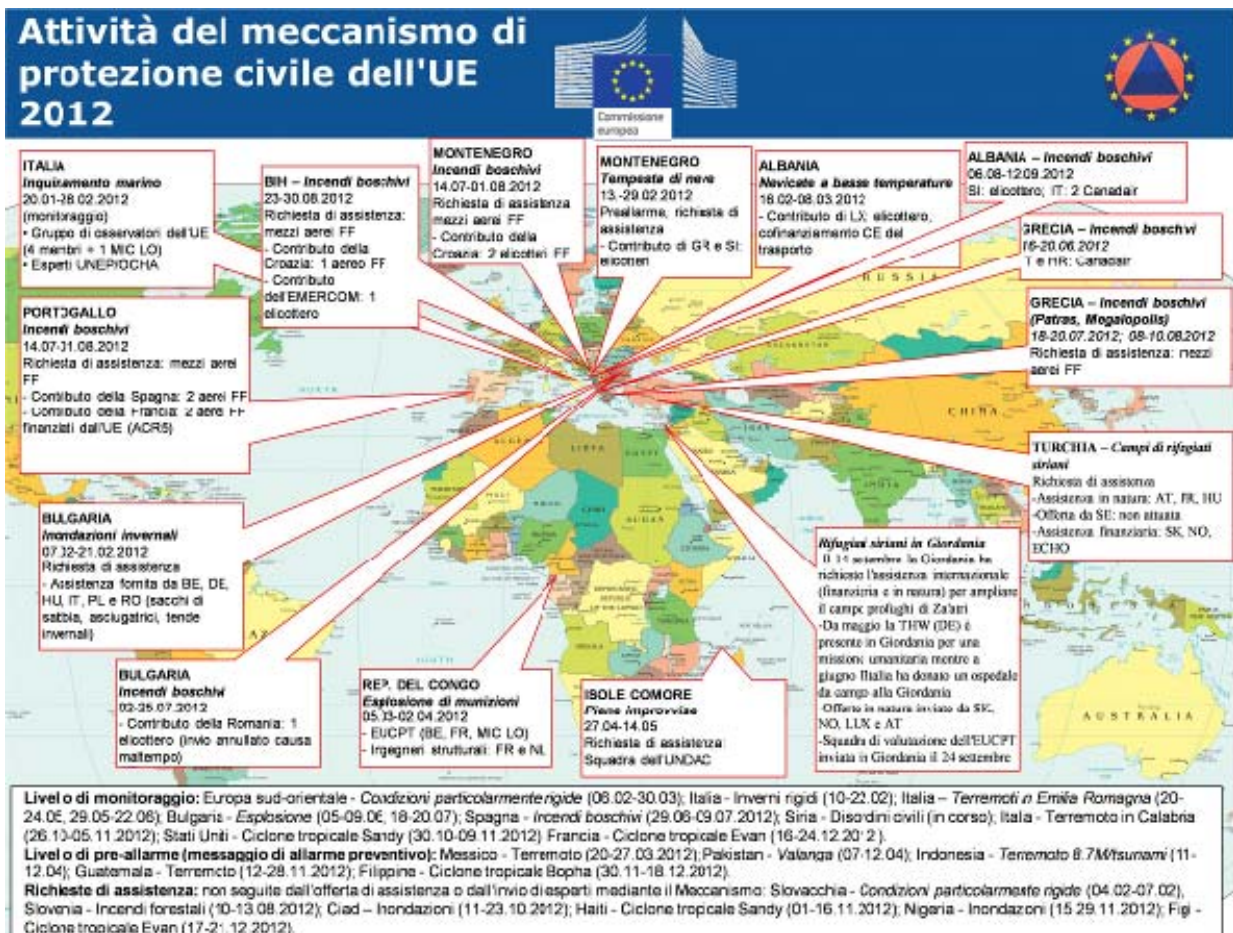 Attività del meccanismo di
protezione civile dell'UE
2012
Commissione
europea
ITALIA
Inquinamento marino
20.01-28.02.2012
(monitoraggio)
• Gruppo di osservatori dell'UE
(4 membri + 1 MIC LO)
• Esperti UNEP/OCHA
BIH – Incendi boschivi
23-30.08.2012
Richiesta di assistenza:
mezzi aerei FF
- Contributo della
Croazia: 1 aereo FF
- Contributo
dell'EMERCOM: 1
elicottero
MONTENEGRO
Incendi boschivi
14.07-01.08.2012
Richiesta di assistenza
mezzi aerei FF
- Contributo della
Croazia: 2 elicotteri FF
MONTENEGRO
Tempesta di neve
13.-29.02.2012
Preallarme, richiesta di
assistenza
- Contributo di GR e SI:
elicotteri
ALBANIA
Nevicate a basse temperature
16.02-08.03.2012
- Contributo di LX: elicottero,
cofinanziamento CE del
trasporto
ALBANIA – Incendi boschivi
06.08-12.09.2012
SI: elicottero; IT: 2 Canadair
GRECIA – Incendi boschivi
16-20.06.2012
IT e HR: Canadair
GRECIA – Incendi boschivi
(Patras, Megalopolis)
18-20.07.2012; 08-10.08.2012
Richiesta di assistenza: mezzi
aerei FF
PORTOGALLO
Incendi boschivi
14.07-01.08.2012
Richiesta di assistenza: mezzi aerei
FF
- Contributo della Spagna: 2 aerei FF
- Contributo della Francia: 2 aerei FF
finanziati dall'UE (ACR5)
TURCHIA – Campi di rifugiati
siriani
Richiesta di assistenza
-Assistenza in natura: AT, FR, HU
-Offerta da SE: non attuata
-Assistenza finanziaria: SK, NO,
ECHO
BULGARIA
Inondazioni invernali
07.02-21.02.2012
Richiesta di assistenza
- Assistenza fornita da BE, DE,
HU, IT, PL e RO (sacchi di
sabbia, asciugatrici, tende
invernali)
Rifugiati siriani in Giordania
Il 14 settembre la Giordania ha
richiesto l'assistenza internazionale
(finanziaria e in natura) per ampliare
il campo profughi di Za'atri
-Da maggio la THW (DE) è
presente in Giordania per una
missione umanitaria mentre a
giugno l'Italia ha donato un ospedale
da campo alla Giordania
-Offerte in natura inviate da SK,
NO, LUX e AT
-Squadra di valutazione dell'EUCPT
inviata in Giordania il 24 settembre
BULGARIA
Incendi boschivi
02-25.07.2012
- Contributo della Romania: 1
elicottero (invio annullato causa
maltempo)
REP. DEL CONGO
Esplosione di munizioni
05.03-02.04.2012
- EUCPT (BE, FR, MIC LO)
- Ingegneri strutturali: FR e NL
ISOLE COMORE
Piene improvvise
27.04-14.05
Richiesta di assistenza
Squadra dell'UNDAC
RUSSIA
CHINA
LIBYA
SUDAN
INDIA
IRAN
AUSTRALIA
Livello di monitoraggio: Europa sud-orientale - Condizioni particolarmente rigide (06.02-30.03); Italia - Inverni rigidi (10-22.02); Italia – Terremoti in Emilia Romagna (20-
24.05, 29.05-22.06); Bulgaria - Esplosione (05-09.06, 18-20.07); Spagna - Incendi boschivi (29.06-09.07.2012); Siria - Disordini civili (in corso); Italia - Terremoto in Calabria
(26.10-05.11.2012); Stati Uniti - Ciclone tropicale Sandy (30.10-09.11.2012) Francia - Ciclone tropicale Evan (16-24.12.2012).
Livello di pre-allarme (messaggio di allarme preventivo): Messico - Terremoto (20-27.03.2012); Pakistan - Valanga (07-12.04); Indonesia - Terremoto 8.7M/tsunami (11-
12.04); Guatemala - Terremoto (12-28.11.2012); Filippine - Ciclone tropicale Bopha (30.11-18.12.2012).
Richieste di assistenza: non seguite dall'offerta di assistenza o dall'invio di esperti mediante il Meccanismo: Slovacchia - Condizioni particolarmente rigide (04.02-07.02),
Slovenia - Incendi forestali (10-13.08.2012); Ciad – Inondazioni (11-23.10.2012); Haiti - Ciclone tropicale Sandy (01-16.11.2012); Nigeria - Inondazoni (15.29.11.2012); Figi -
Ciclone tropicale Evan (17-21.12.2012).